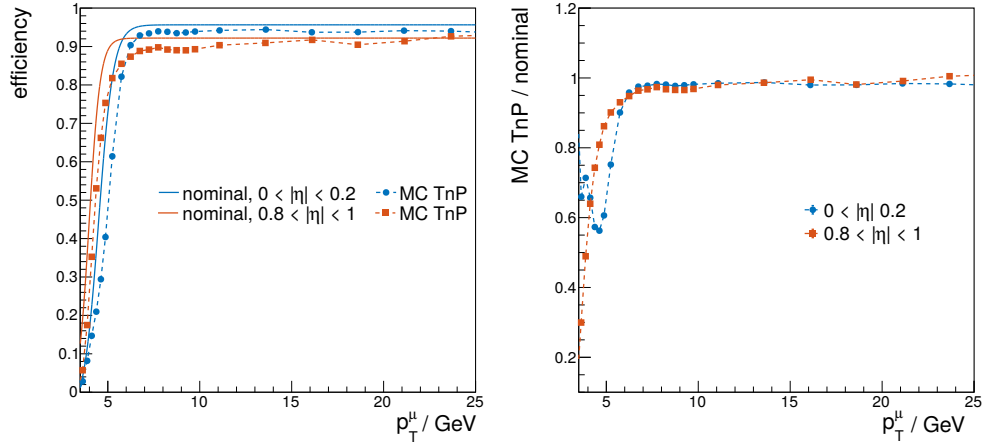 efficiency
1
0.9
0.8
0.7
0.6
0.5
0.4
0.3
0.2
0.1
0
nominal, 0 < |η| < 0.2
MC TnP
nominal, 0.8 < |η| < 1
MC TnP
5 10 15 20 25
p_T^μ / GeV
MC TnP / nominal
1.2
1
0.8
0.6
0.4
0.2
0 < |η| 0.2
0.8 < |η| < 1
5 10 15 20 25
p_T^μ / GeV